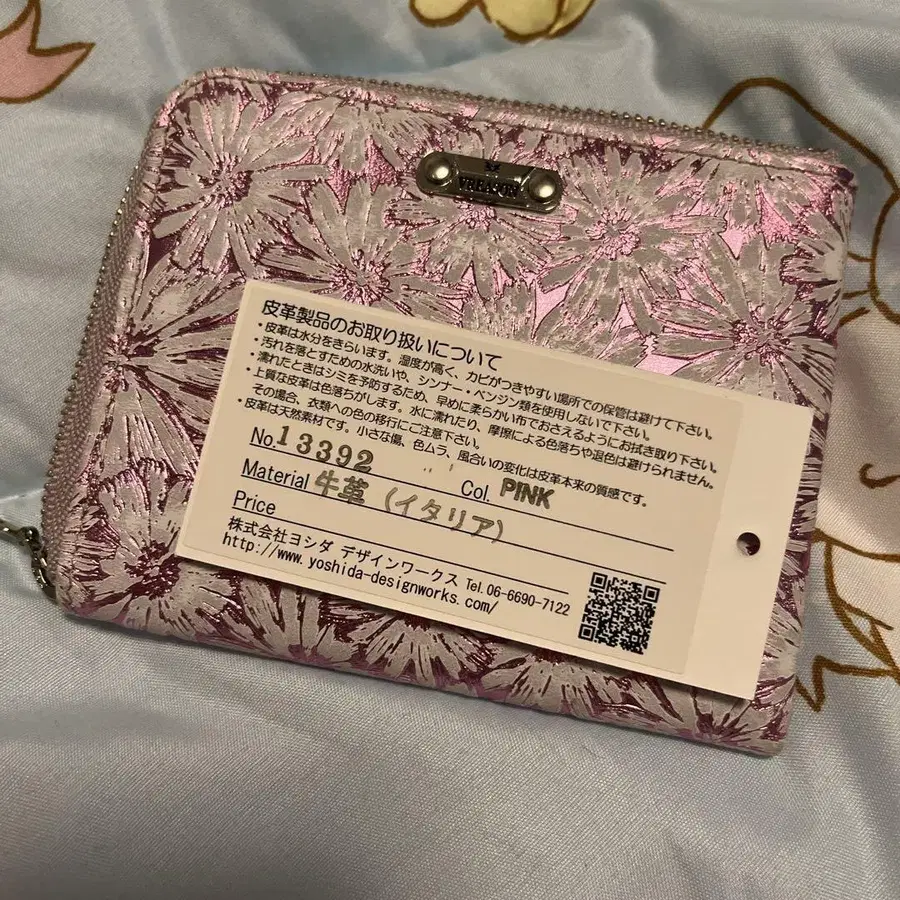 VREASON
皮革製品のお取り扱いについて
・皮革は水分をきらいます。湿度が高く、カビがつきやすい場所での保管は避けて下さい。
・汚れを落とすための水洗いや、シンナー・ベンジン類を使用しないで下さい。
・濡れたときはシミを予防するため、早めに柔らかい布でおさえるようにお拭き取り下さい。
・上質な皮革は色落ちがします。水に濡れたり、摩擦による色落ちや退色は避けられません。
その場合、衣類への色の移行にご注意下さい。
・皮革は天然素材です。小さな傷、色ムラ、風合いの変化は皮革本来の質感です。
No. 13392 Col. PINK
Material 牛革 (イタリア)
Price
株式会社ヨシダ デザインワークス Tel.06-6690-7122
http://www.yoshida-designworks.com/